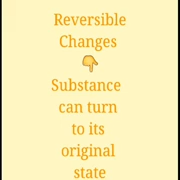 Reversible
Changes
👇
Substance
can turn
to its
original
state